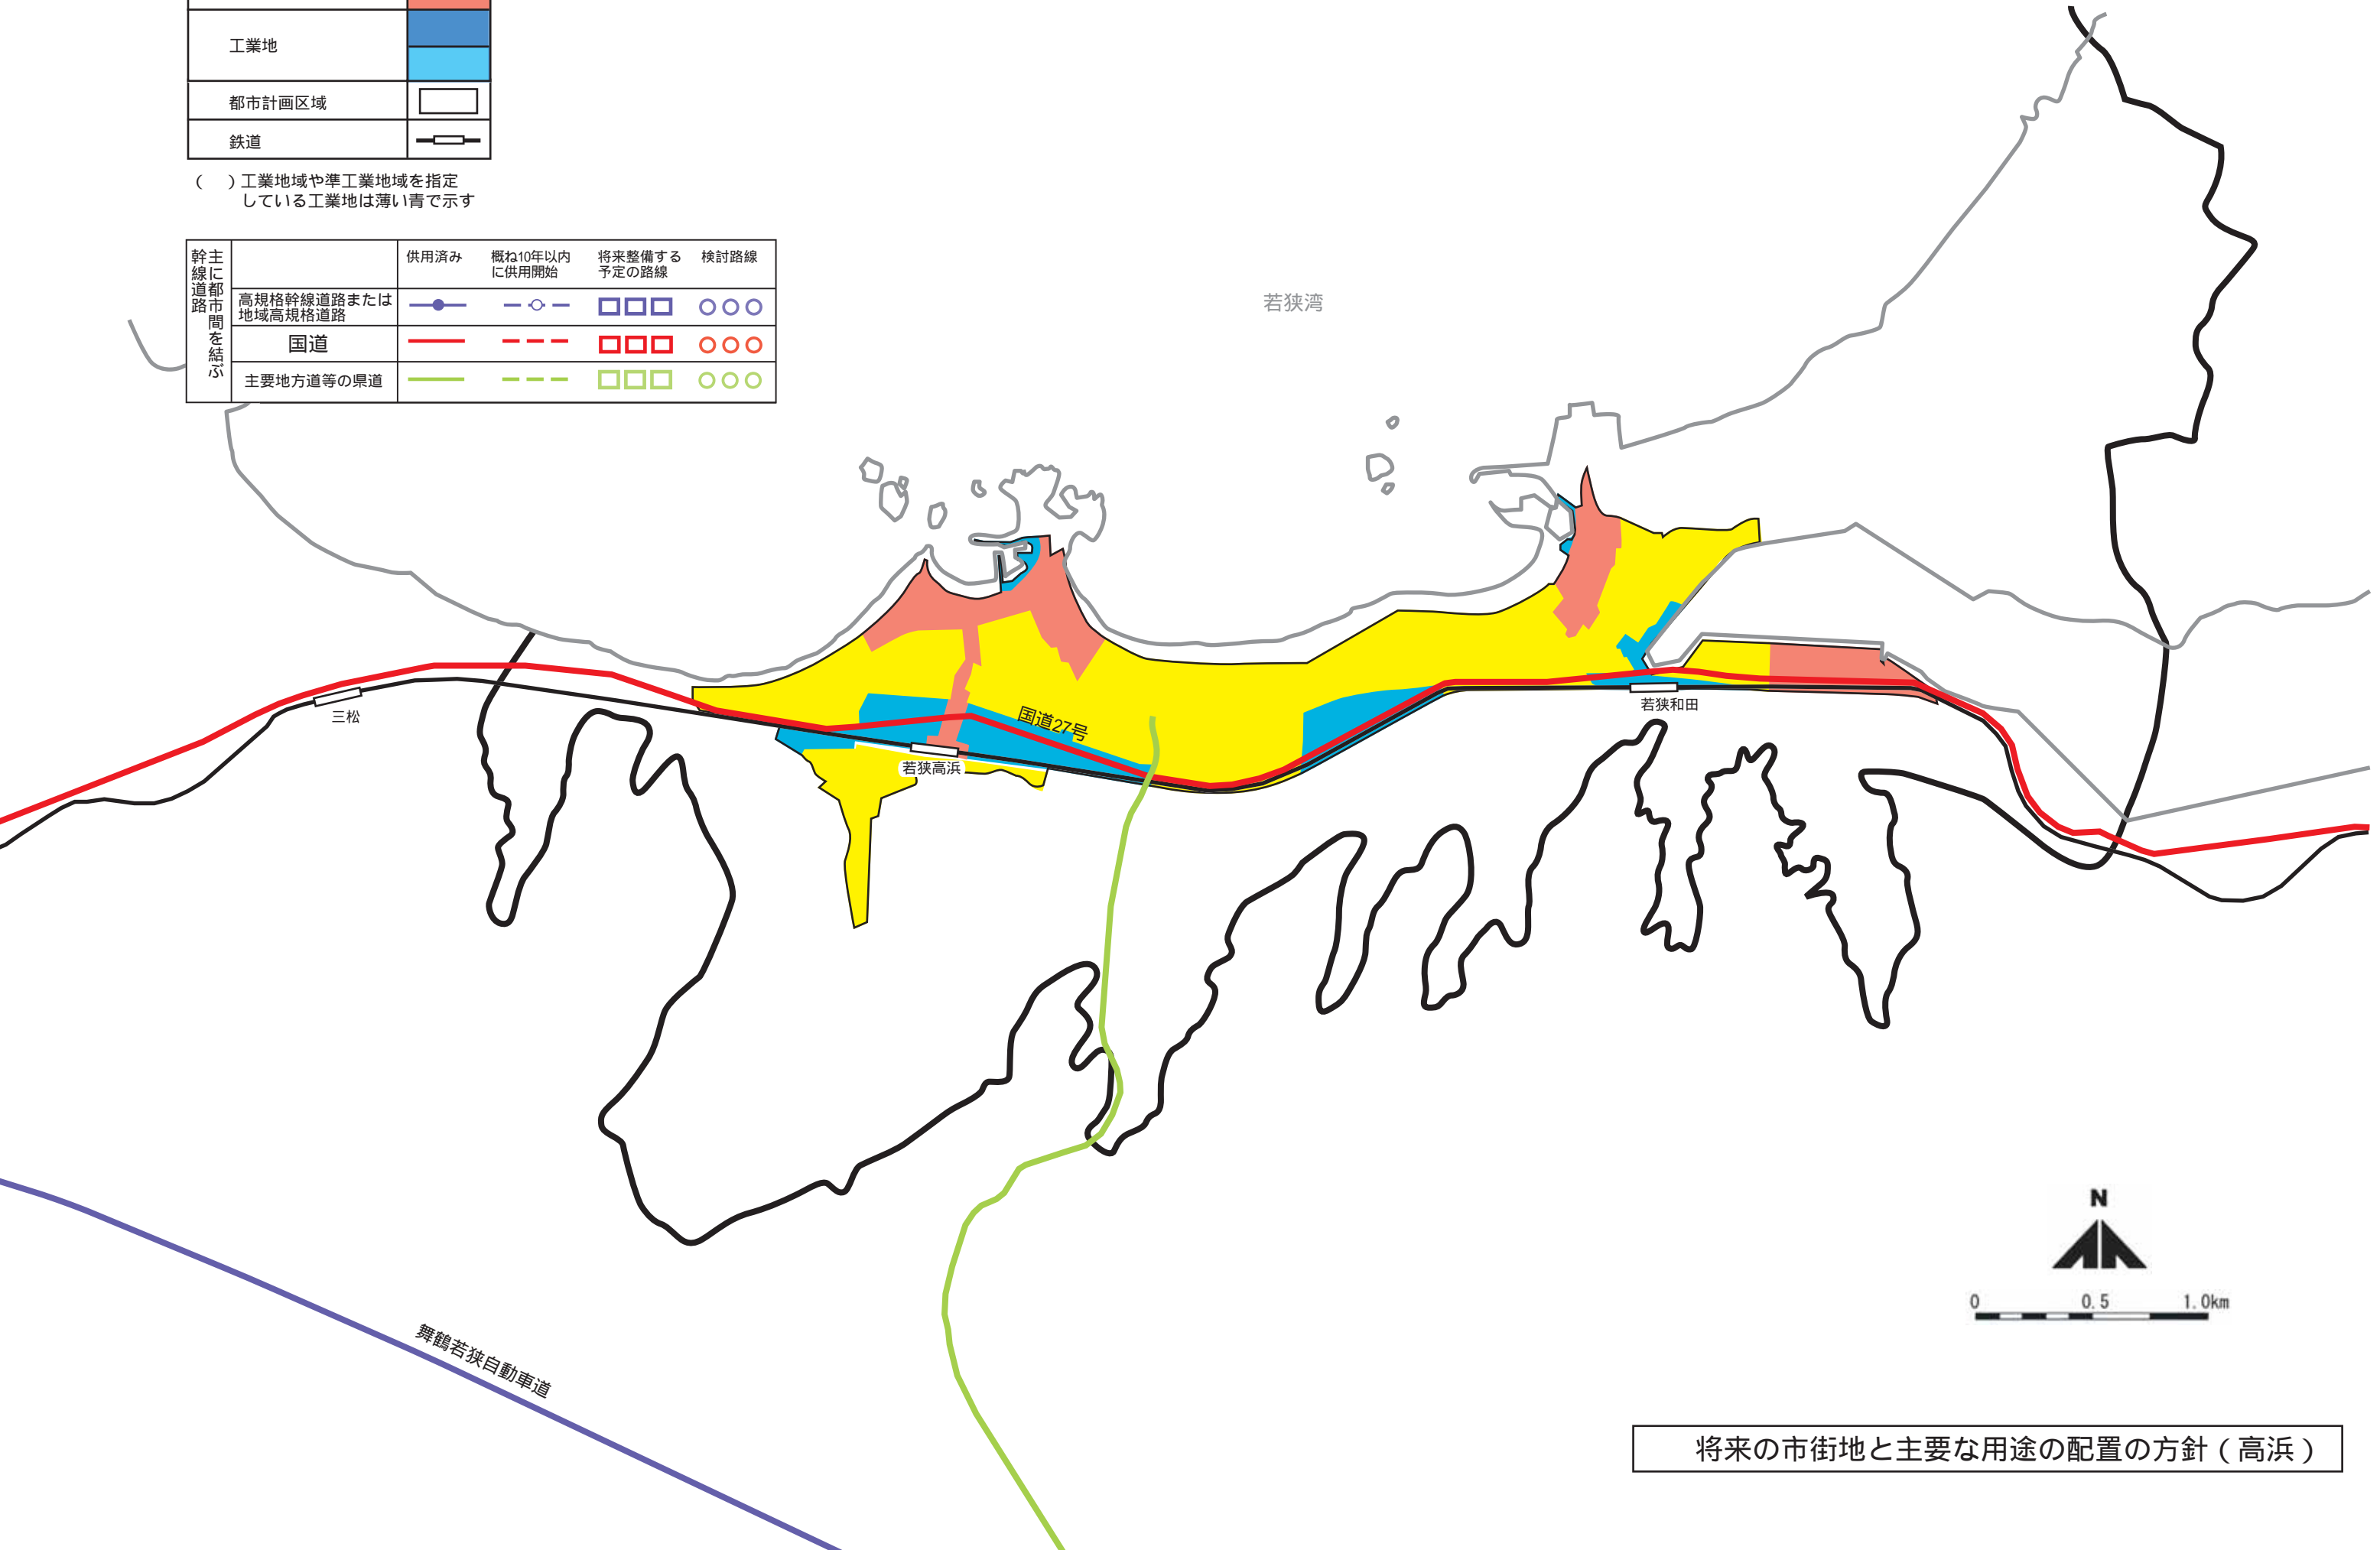 工業地
都市計画区域
鉄道
(　)工業地域や準工業地域を指定
している工業地は薄い青で示す
主に都市間を結ぶ
幹線道路
供用済み
概ね10年以内
に供用開始
将来整備する
予定の路線
検討路線
高規格幹線道路または
地域高規格道路
国道
主要地方道等の県道
若狭湾
三松
国道27号
若狭高浜
若狭和田
舞鶴若狭自動車道
N
0 0.5 1.0km
将来の市街地と主要な用途の配置の方針(高浜)